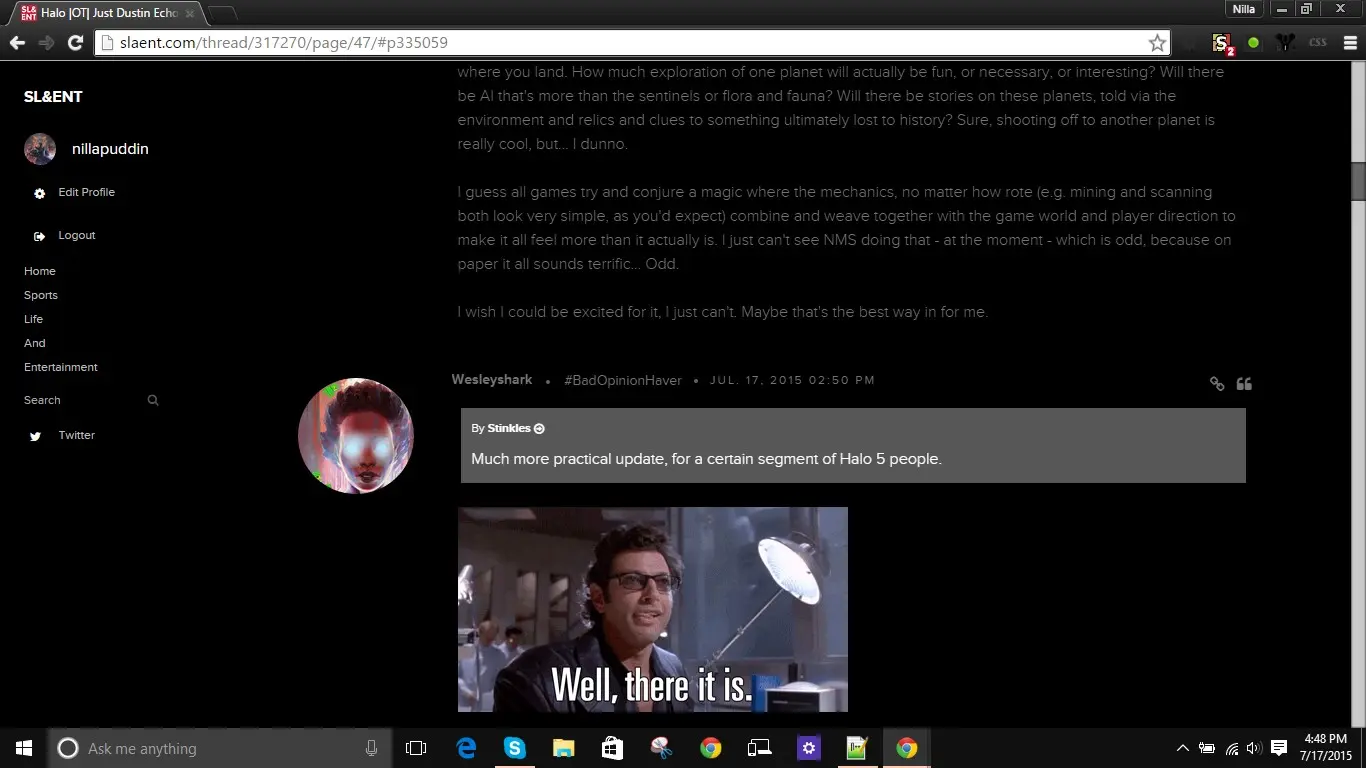 Halo |OT| Just Dustin Echo
Nilla
slaent.com/thread/317270/page/47/#p335059
2
css
SL&ENT
nillapuddin
Edit Profile
Logout
Home
Sports
Life
And
Entertainment
Search
Twitter
where you land. How much exploration of one planet will actually be fun, or necessary, or interesting? Will there
be AI that's more than the sentinels or flora and fauna? Will there be stories on these planets, told via the
environment and relics and clues to something ultimately lost to history? Sure, shooting off to another planet is
really cool, but... I dunno.
I guess all games try and conjure a magic where the mechanics, no matter how rote (e.g. mining and scanning
both look very simple, as you'd expect) combine and weave together with the game world and player direction to
make it all feel more than it actually is. I just can't see NMS doing that - at the moment - which is odd, because on
paper it all sounds terrific... Odd.
I wish I could be excited for it, I just can't. Maybe that's the best way in for me.
Wesleyshark • #BadOpinionHaver • JUL. 17, 2015 02:50 PM
By Stinkles
Much more practical update, for a certain segment of Halo 5 people.
Well, there it is.
Ask me anything
4:48 PM
7/17/2015